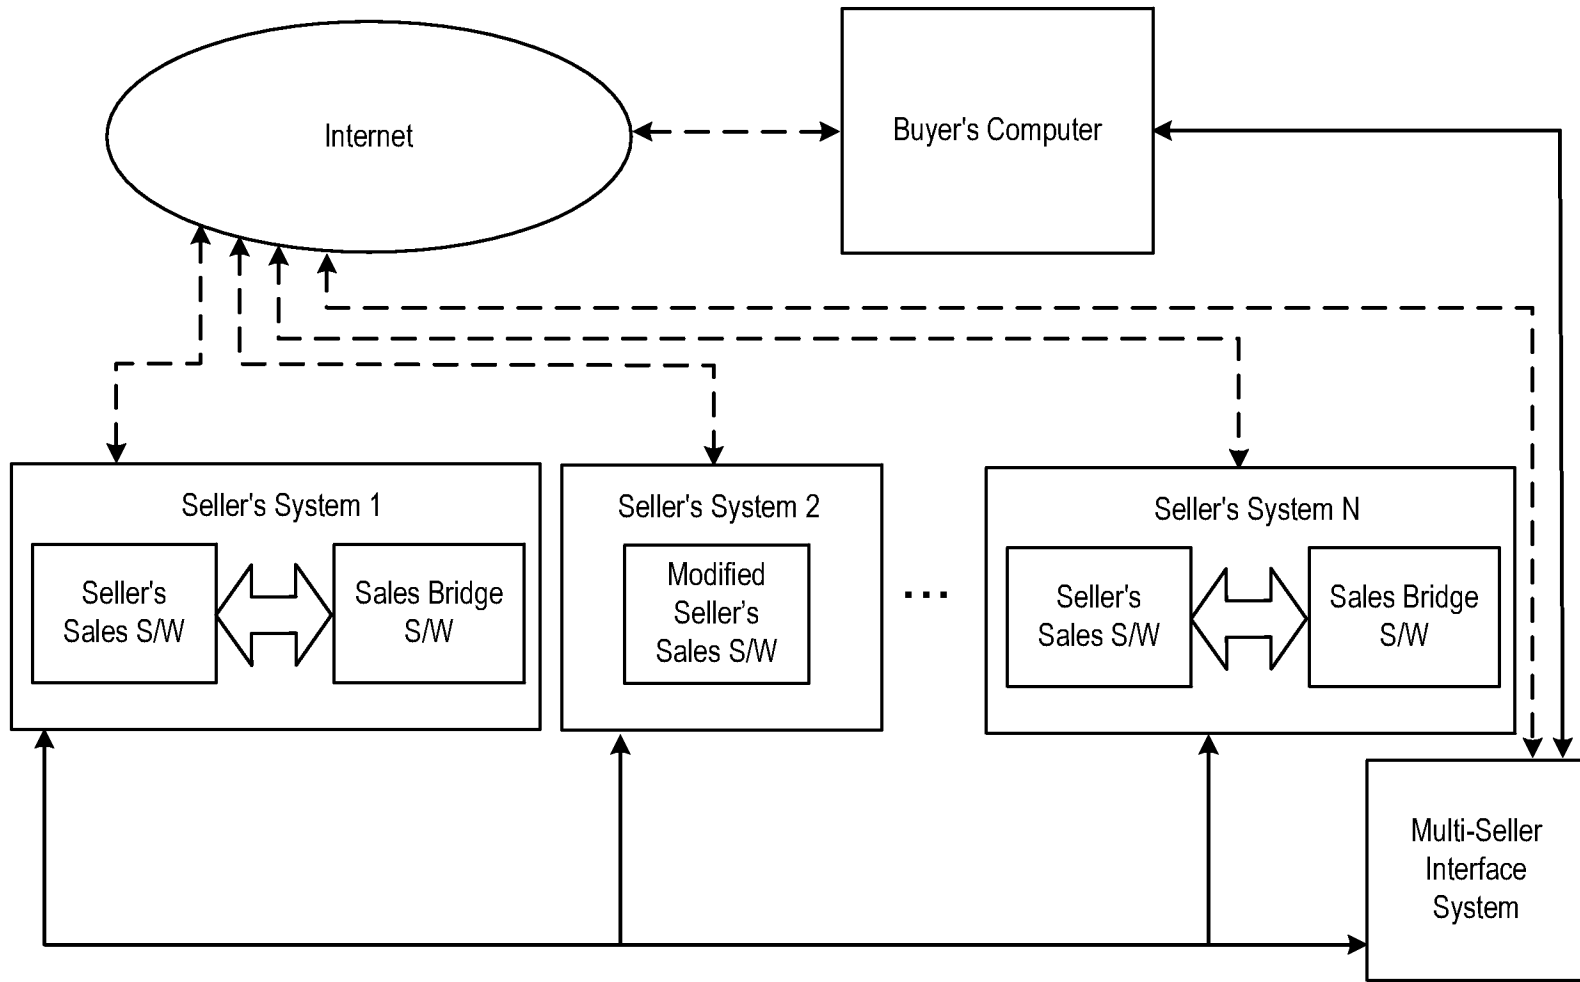 Internet
Buyer's Computer
Seller's System 1
Seller's
Sales S/W
Sales Bridge
S/W
Seller's System 2
Modified
Seller’s
Sales S/W
...
Seller's System N
Seller's
Sales S/W
Sales Bridge
S/W
Multi-Seller
Interface
System